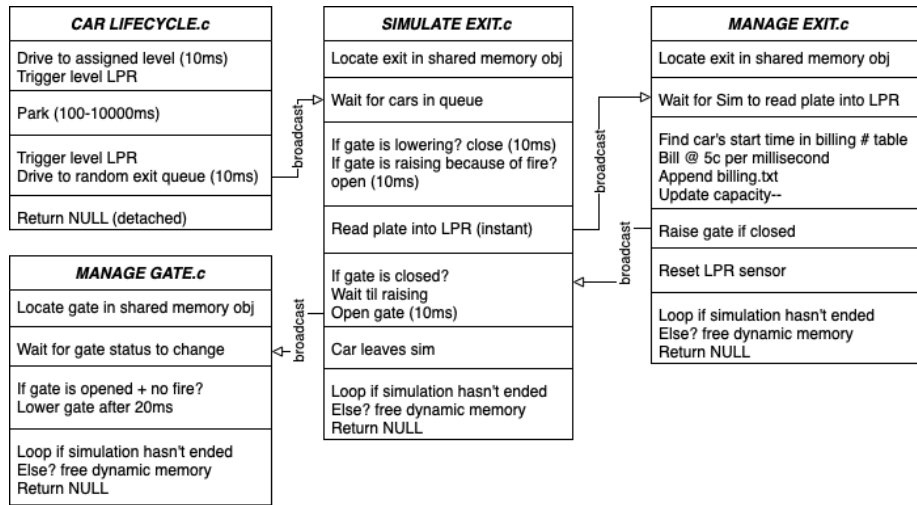 CAR LIFECYCLE.c
Drive to assigned level (10ms)
Trigger level LPR
Park (100-10000ms)
Trigger level LPR
Drive to random exit queue (10ms)
Return NULL (detached)
broadcast
SIMULATE EXIT.c
Locate exit in shared memory obj
Wait for cars in queue
If gate is lowering? close (10ms)
If gate is raising because of fire?
open (10ms)
Read plate into LPR (instant)
If gate is closed?
Wait til raising
Open gate (10ms)
Car leaves sim
Loop if simulation hasn't ended
Else? free dynamic memory
Return NULL
broadcast
MANAGE EXIT.c
Locate exit in shared memory obj
Wait for Sim to read plate into LPR
Find car's start time in billing # table
Bill @ 5c per millisecond
Append billing.txt
Update capacity--
Raise gate if closed
Reset LPR sensor
Loop if simulation hasn't ended
Else? free dynamic memory
Return NULL
broadcast
MANAGE GATE.c
Locate gate in shared memory obj
Wait for gate status to change
If gate is opened + no fire?
Lower gate after 20ms
Loop if simulation hasn't ended
Else? free dynamic memory
Return NULL
broadcast